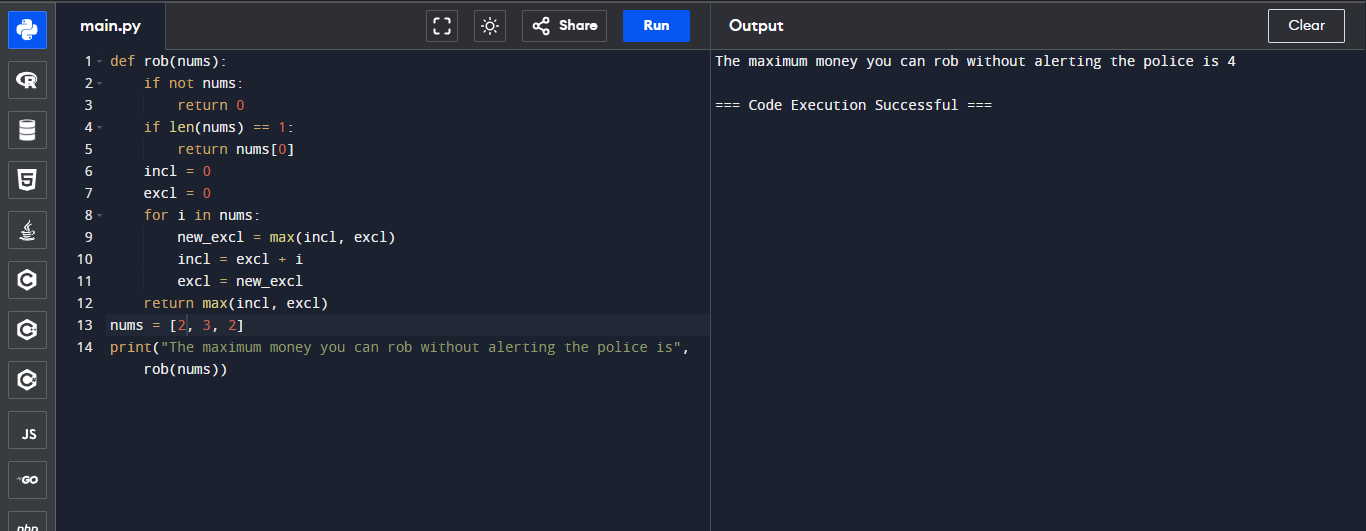 main.py
Share
Run
Output
Clear
1 def rob(nums):
2     if not nums:
3         return 0
4     if len(nums) == 1:
5         return nums[0]
6     incl = 0
7     excl = 0
8     for i in nums:
9         new_excl = max(incl, excl)
10         incl = excl + i
11         excl = new_excl
12     return max(incl, excl)
13 nums = [2, 3, 2]
14 print("The maximum money you can rob without alerting the police is",
    rob(nums))
The maximum money you can rob without alerting the police is 4
=== Code Execution Successful ===
R
5
C
C
C
JS
GO
php